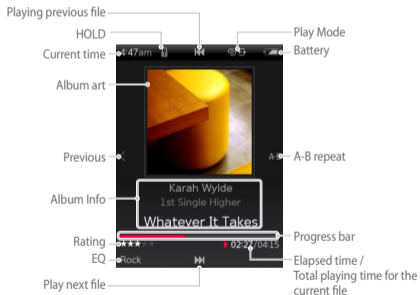 Playing previous file
HOLD
Play Mode
Current time
4:47am
Battery
Album art
Previous
A-B
A-B repeat
Album Info
Karah Wylde
1st Single Higher
Whatever It Takes
Progress bar
Rating
02:27/04:15
EQ
Rock
Elapsed time /
Total playing time for the
current file
Play next file